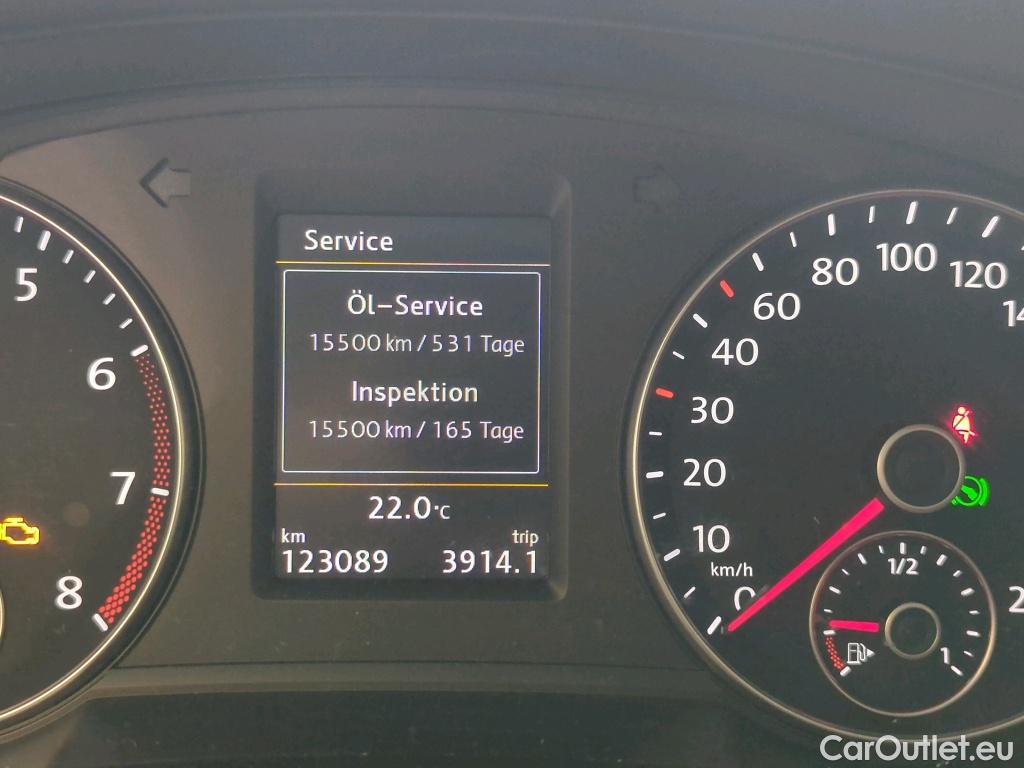 Service
Öl-Service
15500 km / 531 Tage
Inspektion
15500 km / 165 Tage
22.0°C
km
trip
123089
3914.1
5
6
7
8
0
10
20
30
40
60
80
100
120
km/h
1/2
1
CarOutlet.eu